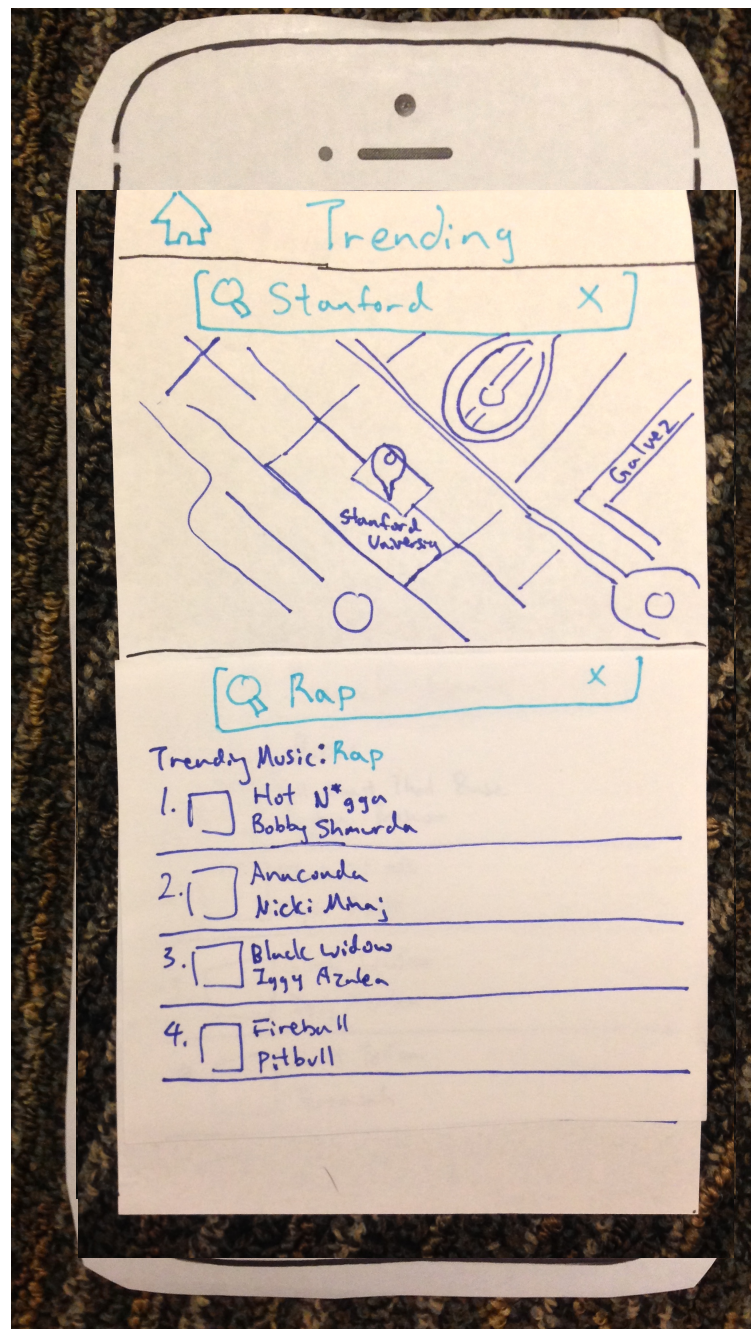 Trending
Stanford X
Galvez
Stanford
University
Rap X
Trending Music: Rap
1. Hot N*gga
Bobby Shmurda
2. Anaconda
Nicki Minaj
3. Black widow
Iggy Azalea
4. Fireball
Pitbull